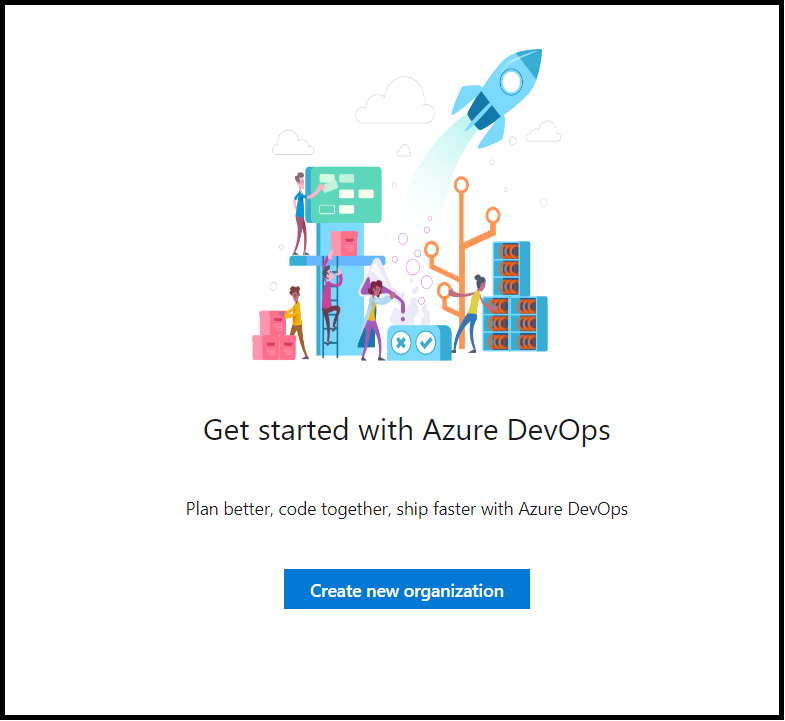 Get started with Azure DevOps
Plan better, code together, ship faster with Azure DevOps
Create new organization